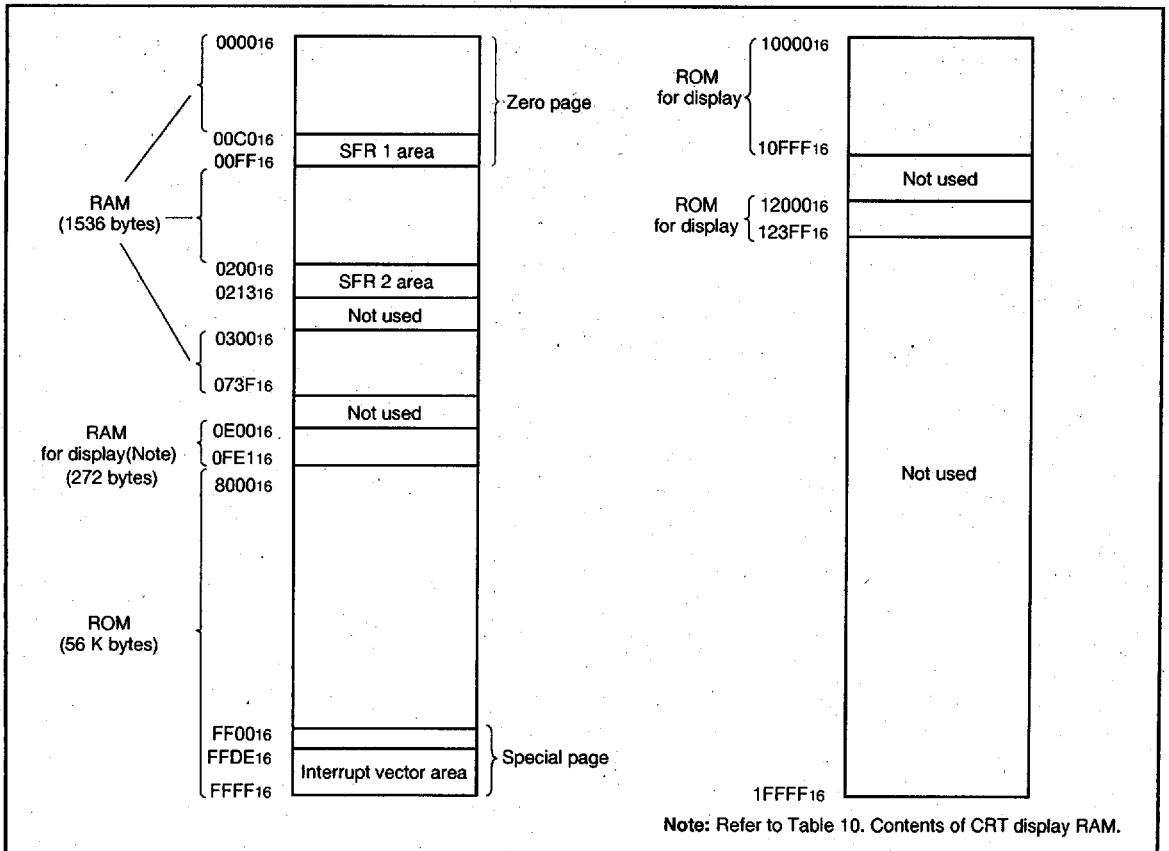 0000₁₆
00C0₁₆
SFR 1 area
00FF₁₆
Zero page
RAM
(1536 bytes)
0200₁₆
SFR 2 area
0213₁₆
Not used
0300₁₆
073F₁₆
Not used
RAM
for display(Note)
(272 bytes)
0E00₁₆
0FE1₁₆
8000₁₆
ROM
(56 K bytes)
FF00₁₆
FFDE₁₆
Interrupt vector area
FFFF₁₆
Special page
10000₁₆
ROM
for display
10FFF₁₆
Not used
ROM
for display
12000₁₆
123FF₁₆
Not used
1FFFF₁₆
Note: Refer to Table 10. Contents of CRT display RAM.